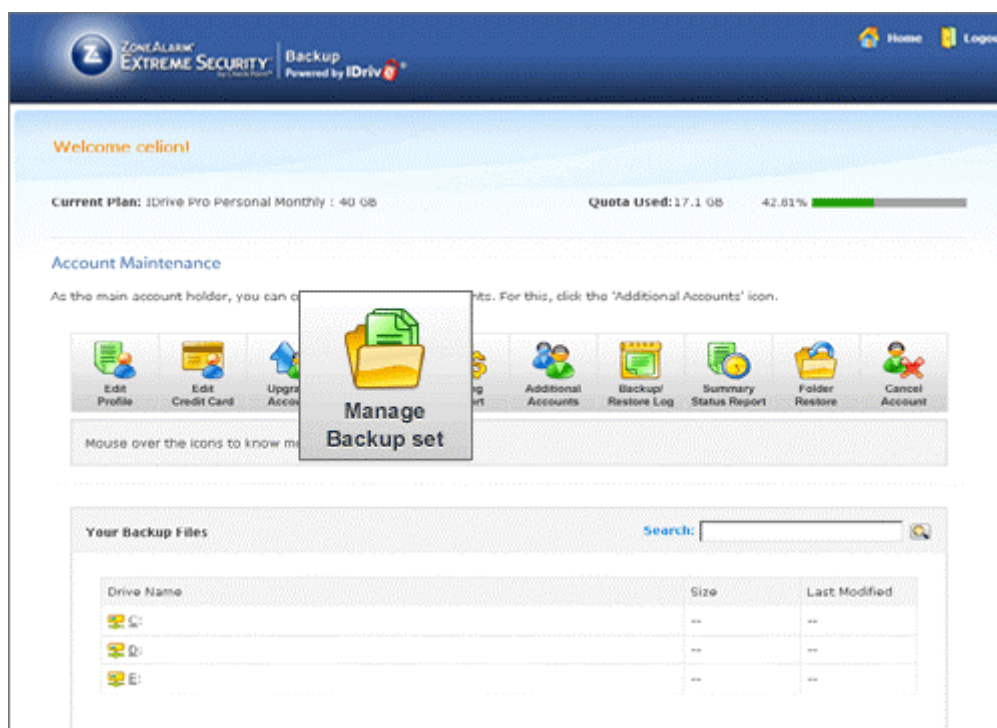 ZONEALARM
EXTREME SECURITY
by Check Point
Backup
Powered by IDrive
Home
Logou
Welcome celion!
Current Plan: IDrive Pro Personal Monthly : 40 GB
Quota Used: 17.1 GB
42.81%
Account Maintenance
As the main account holder, you can c
nts. For this, click the 'Additional Accounts' icon.
Edit
Profile
Edit
Credit Card
Upgra
Accou
Manage
Backup set
Additional
Accounts
Backup/
Restore Log
Summary
Status Report
Folder
Restore
Cancel
Account
Mouse over the icons to know m
Your Backup Files
Search:
Drive Name
Size
Last Modified
C:
--
--
D:
--
--
E:
--
--